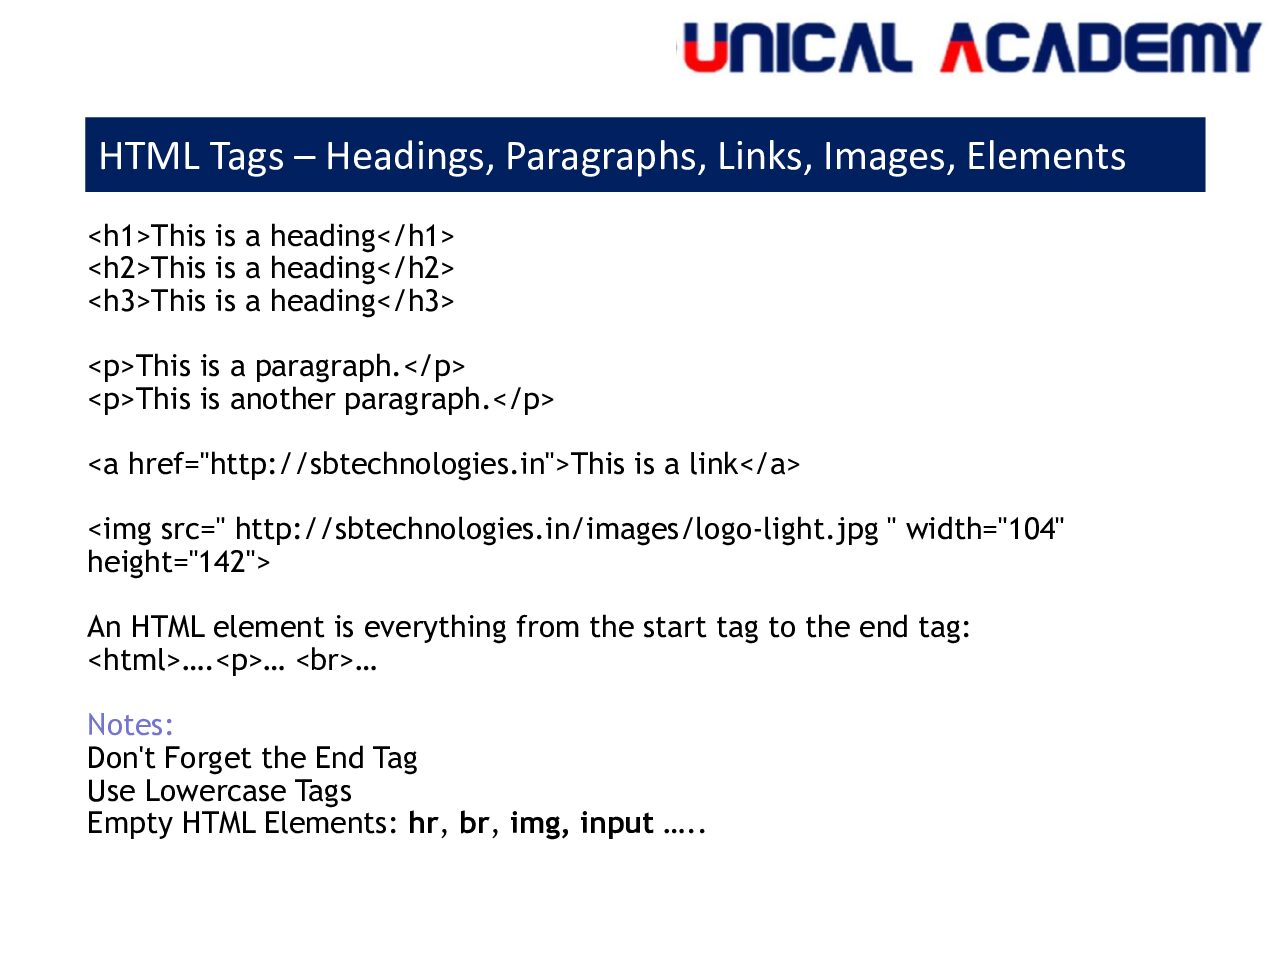 UNICAL ACADEMY
HTML Tags – Headings, Paragraphs, Links, Images, Elements
<h1>This is a heading</h1>
<h2>This is a heading</h2>
<h3>This is a heading</h3>
<p>This is a paragraph.</p>
<p>This is another paragraph.</p>
<a href="http://sbtechnologies.in">This is a link</a>
<img src=" http://sbtechnologies.in/images/logo-light.jpg " width="104"
height="142">
An HTML element is everything from the start tag to the end tag:
<html>….<p>… <br>…
Notes:
Don't Forget the End Tag
Use Lowercase Tags
Empty HTML Elements: hr, br, img, input …..